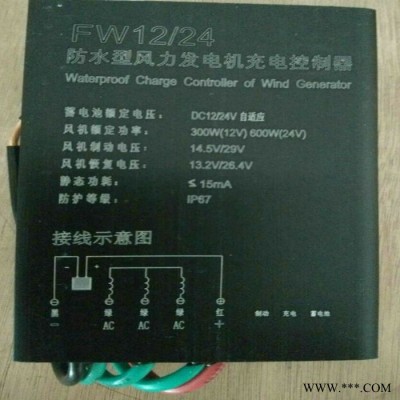 FW12/24
防水型风力发电机充电控制器
Waterproof Charge Controller of Wind Generator
蓄电池额定电压： DC12/24V 自适应
风机额定功率： 300W(12V) 600W(24V)
风机制动电压： 14.5V/29V
风机恢复电压： 13.2V/26.4V
静态功耗： ≤ 15mA
防护等级： IP67
接线示意图
- +
黑 绿 绿 绿 红 制动 充电 蓄电池
- AC AC AC +
www.***.com